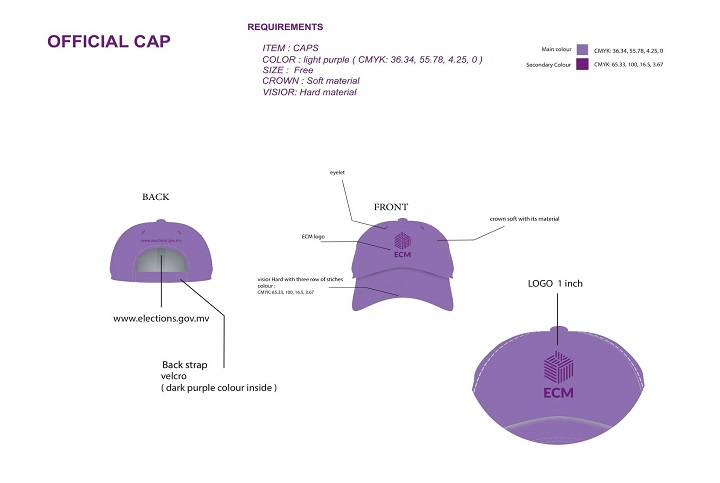 OFFICIAL CAP
REQUIREMENTS
ITEM : CAPS
COLOR : light purple ( CMYK: 36.34, 55.78, 4.25, 0 )
SIZE : Free
CROWN : Soft material
VISIOR: Hard material
Main colour CMYK: 36.34, 55.78, 4.25, 0
Secondary Colour CMYK: 65.33, 100, 16.5, 3.67
eyelet
BACK
FRONT
crown soft with its material
www.elections.gov.mv
ECM logo
ECM
visior Hard with three row of stiches
colour :
CMYK: 65.33, 100, 16.5, 3.67
LOGO 1 inch
www.elections.gov.mv
Back strap
velcro
( dark purple colour inside )
ECM